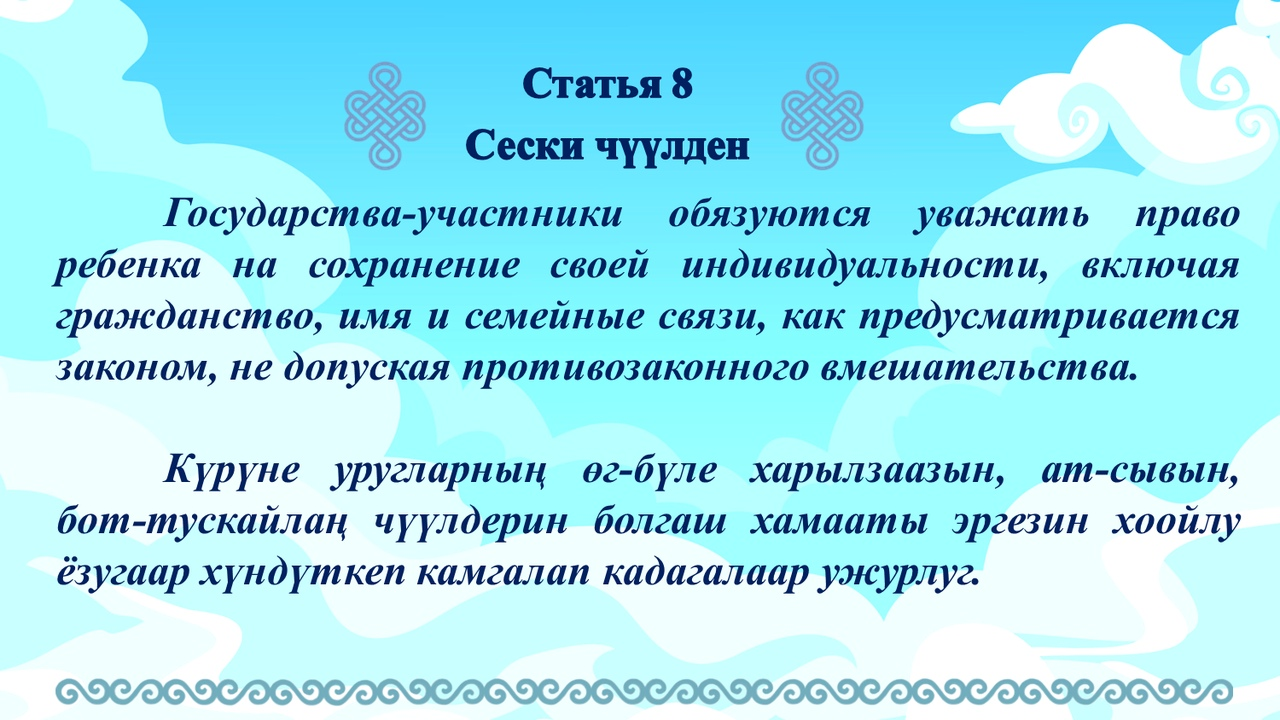 Статья 8
Сески чүүлден
Государства-участники обязуются уважать право
ребенка на сохранение своей индивидуальности, включая
гражданство, имя и семейные связи, как предусматривается
законом, не допуская противозаконного вмешательства.
Күрүне уругларның өг-бүле харылзаазын, ат-сывын,
бот-тускайлаң чүүлдерин болгаш хамааты эргезин хоойлу
ёзугаар хүндүткеп камгалап кадагалаар ужурлуг.